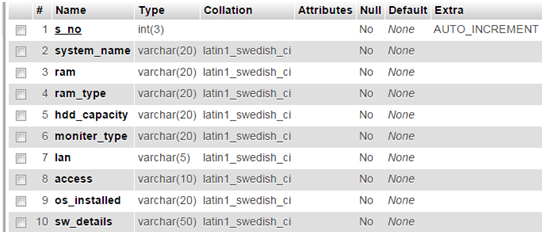 # Name Type Collation Attributes Null Default Extra
1 s_no int(3) No None AUTO_INCREMENT
2 system_name varchar(20) latin1_swedish_ci No None
3 ram varchar(20) latin1_swedish_ci No None
4 ram_type varchar(20) latin1_swedish_ci No None
5 hdd_capacity varchar(20) latin1_swedish_ci No None
6 moniter_type varchar(20) latin1_swedish_ci No None
7 lan varchar(5) latin1_swedish_ci No None
8 access varchar(10) latin1_swedish_ci No None
9 os_installed varchar(20) latin1_swedish_ci No None
10 sw_details varchar(50) latin1_swedish_ci No None